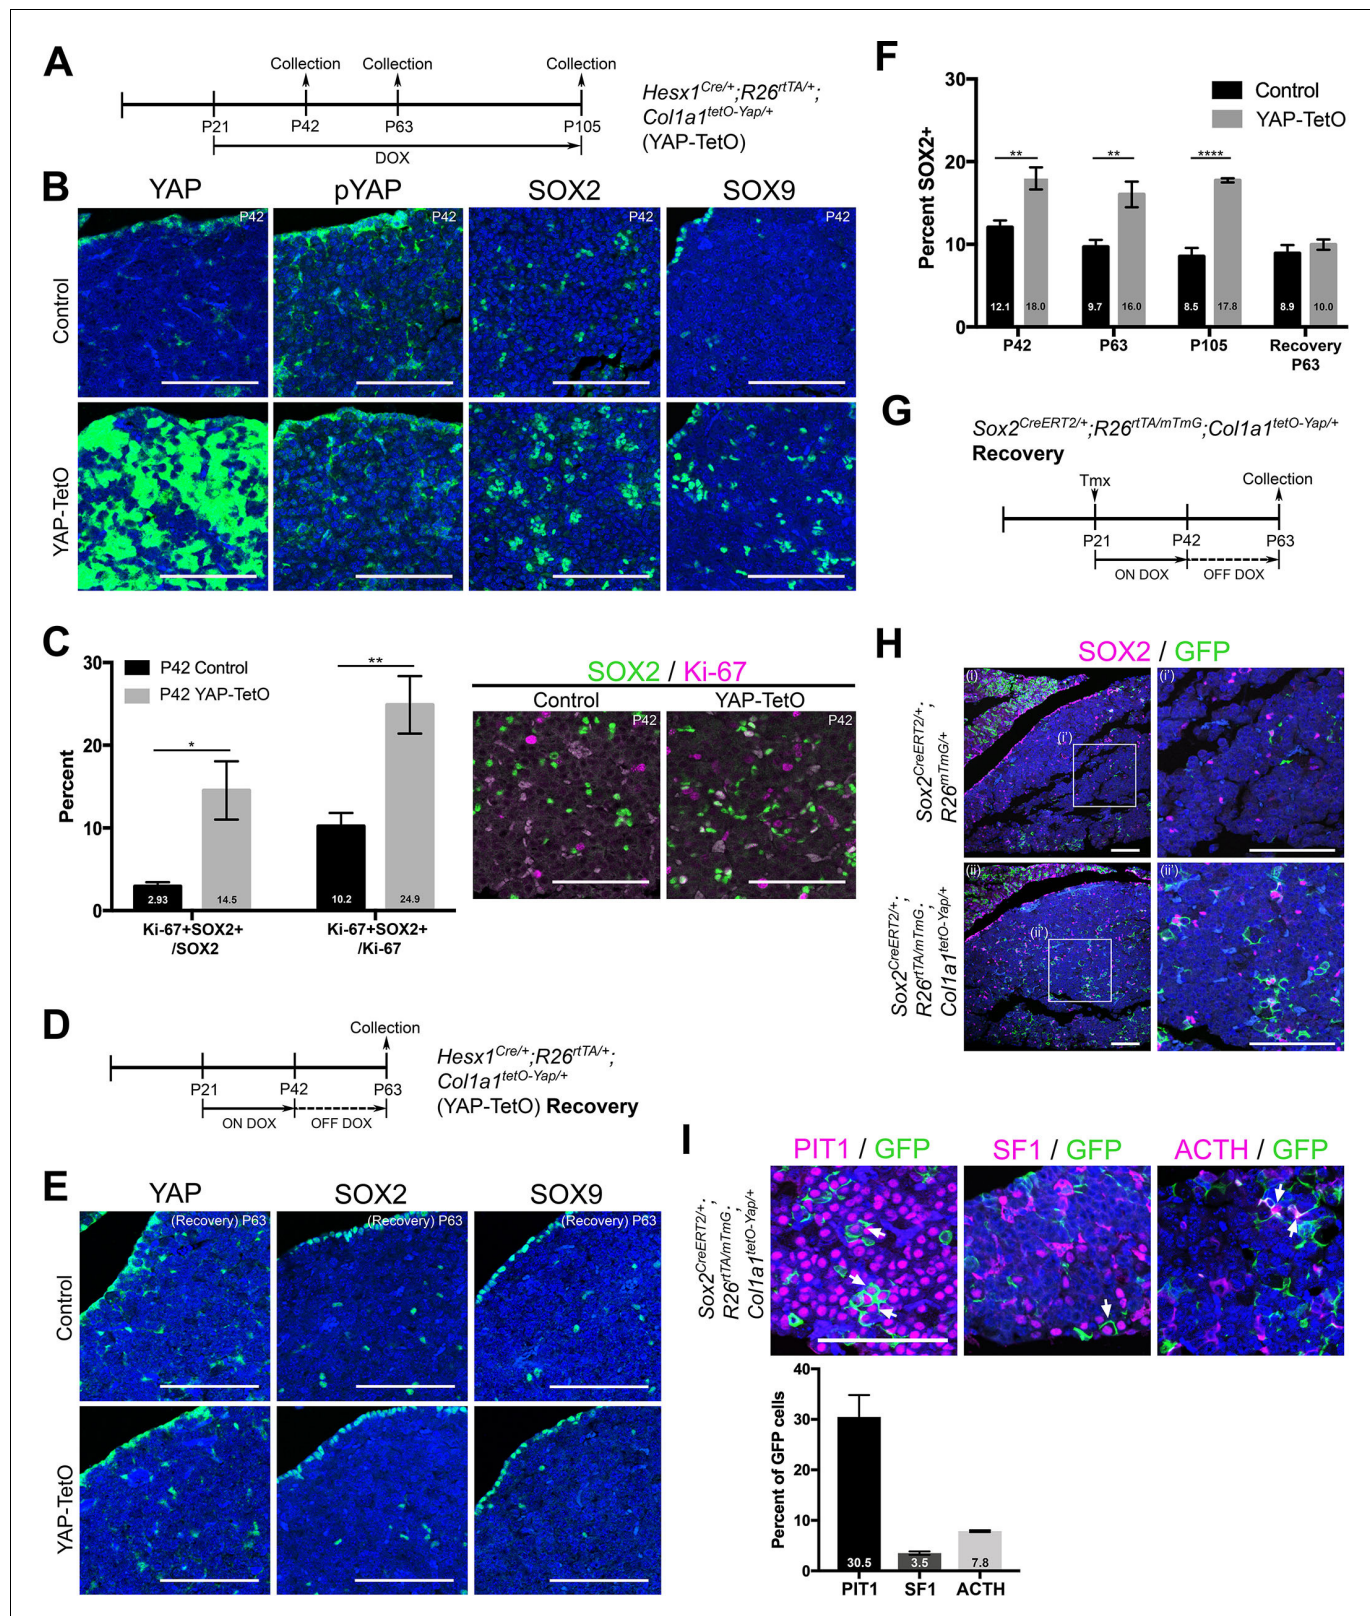 A
Collection Collection Collection
P21 P42 P63 P105
DOX
Hesx1Cre/+;R26rtTA/+;
Col1a1tetO-Yap/+
(YAP-TetO)
B
YAP pYAP SOX2 SOX9
Control
P42 P42 P42 P42
YAP-TetO
C
30
20
10
0
Percent
P42 Control
P42 YAP-TetO
*
**
2.93 14.5 10.2 24.9
Ki-67+SOX2+
/SOX2
Ki-67+SOX2+
/Ki-67
SOX2 / Ki-67
Control YAP-TetO
P42 P42
D
Collection
P21 P42 P63
ON DOX OFF DOX
Hesx1Cre/+;R26rtTA/+;
Col1a1tetO-Yap/+
(YAP-TetO) Recovery
E
YAP SOX2 SOX9
Control
(Recovery) P63 (Recovery) P63 (Recovery) P63
YAP-TetO
F
30
20
10
0
Percent SOX2+
Control
YAP-TetO
** ** ****
12.1 18.0 9.7 16.0 8.5 17.8 8.9 10.0
P42 P63 P105 Recovery
P63
G
Sox2CreERT2/+;R26rtTA/mTmG;Col1a1tetO-Yap/+
Recovery
Tmx Collection
P21 P42 P63
ON DOX OFF DOX
H
SOX2 / GFP
Sox2CreERT2/+;
R26mTmG/+
(i) (i') (i')
Sox2CreERT2/+;
R26rtTA/mTmG;
Col1a1tetO-Yap/+
(ii) (ii') (ii')
I
PIT1 / GFP SF1 / GFP ACTH / GFP
Sox2CreERT2/+;
R26rtTA/mTmG;
Col1a1tetO-Yap/+
40
30
20
10
0
Percent of GFP cells
30.5 3.5 7.8
PIT1 SF1 ACTH